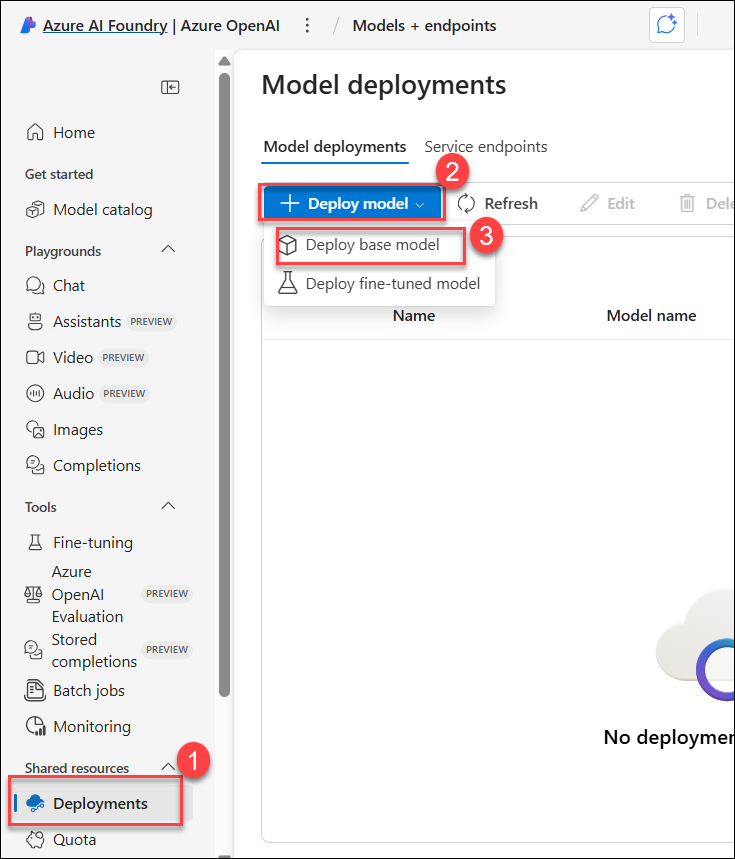 Azure AI Foundry | Azure OpenAI
Models + endpoints
Home
Get started
Model catalog
Playgrounds
Chat
Assistants PREVIEW
Video PREVIEW
Audio PREVIEW
Images
Completions
Tools
Fine-tuning
Azure
OpenAI PREVIEW
Evaluation
Stored
completions PREVIEW
Batch jobs
Monitoring
Shared resources
1
Deployments
Quota
Model deployments
Model deployments Service endpoints
2
Deploy model Refresh Edit Dele
3
Deploy base model
Deploy fine-tuned model
Name Model name
No deploymen